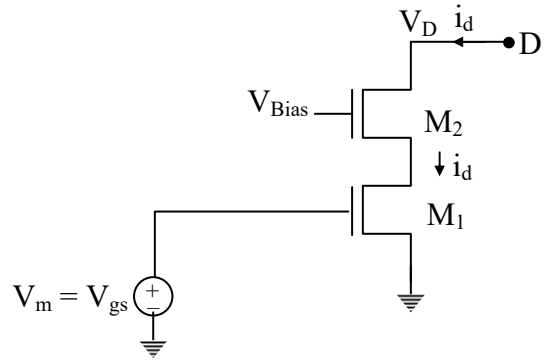 V_D i_d
D
V_Bias
M_2
i_d
M_1
V_m = V_gs
+
−